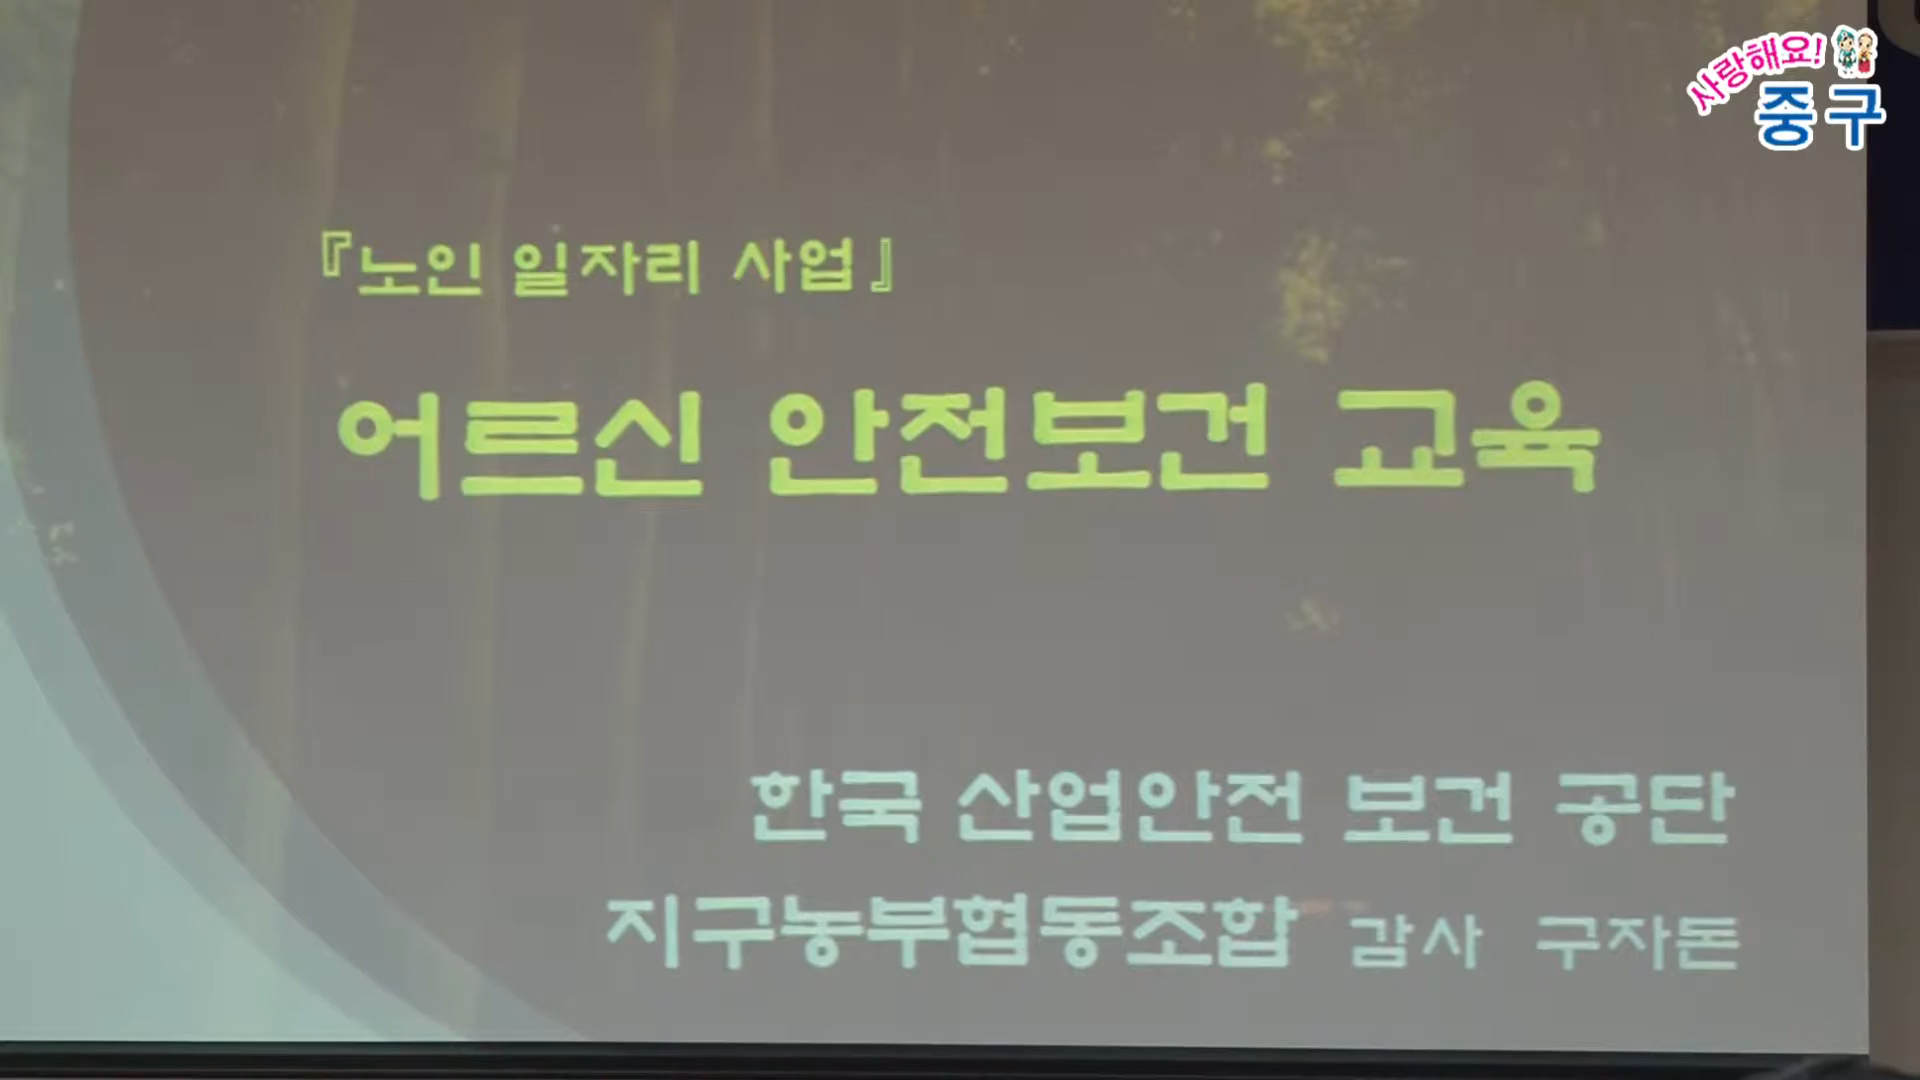 사랑해요!
중구
『노인 일자리 사업』
어르신 안전보건 교육
한국 산업안전 보건 공단
지구농부협동조합 감사 구자돈